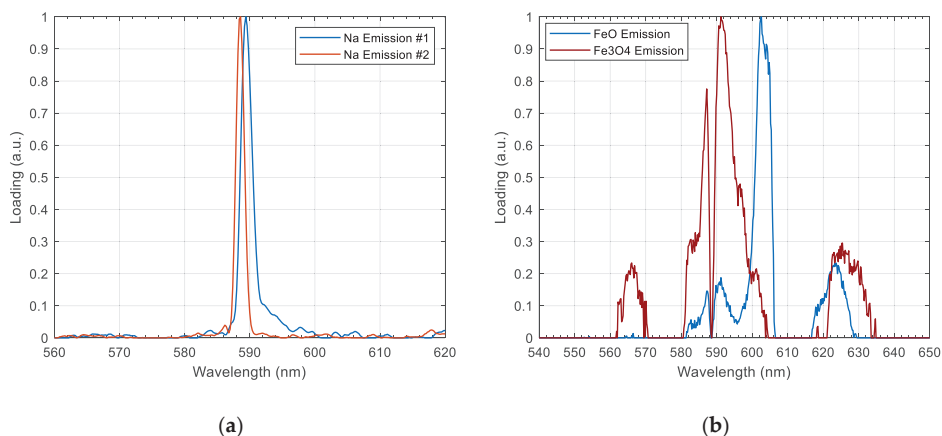 1
0.9
0.8
0.7
0.6
0.5
0.4
0.3
0.2
0.1
0
Loading (a.u.)
560 570 580 590 600 610 620
Wavelength (nm)
Na Emission #1
Na Emission #2
(a)
1
0.9
0.8
0.7
0.6
0.5
0.4
0.3
0.2
0.1
0
Loading (a.u.)
540 550 560 570 580 590 600 610 620 630 640 650
Wavelength (nm)
FeO Emission
Fe3O4 Emission
(b)